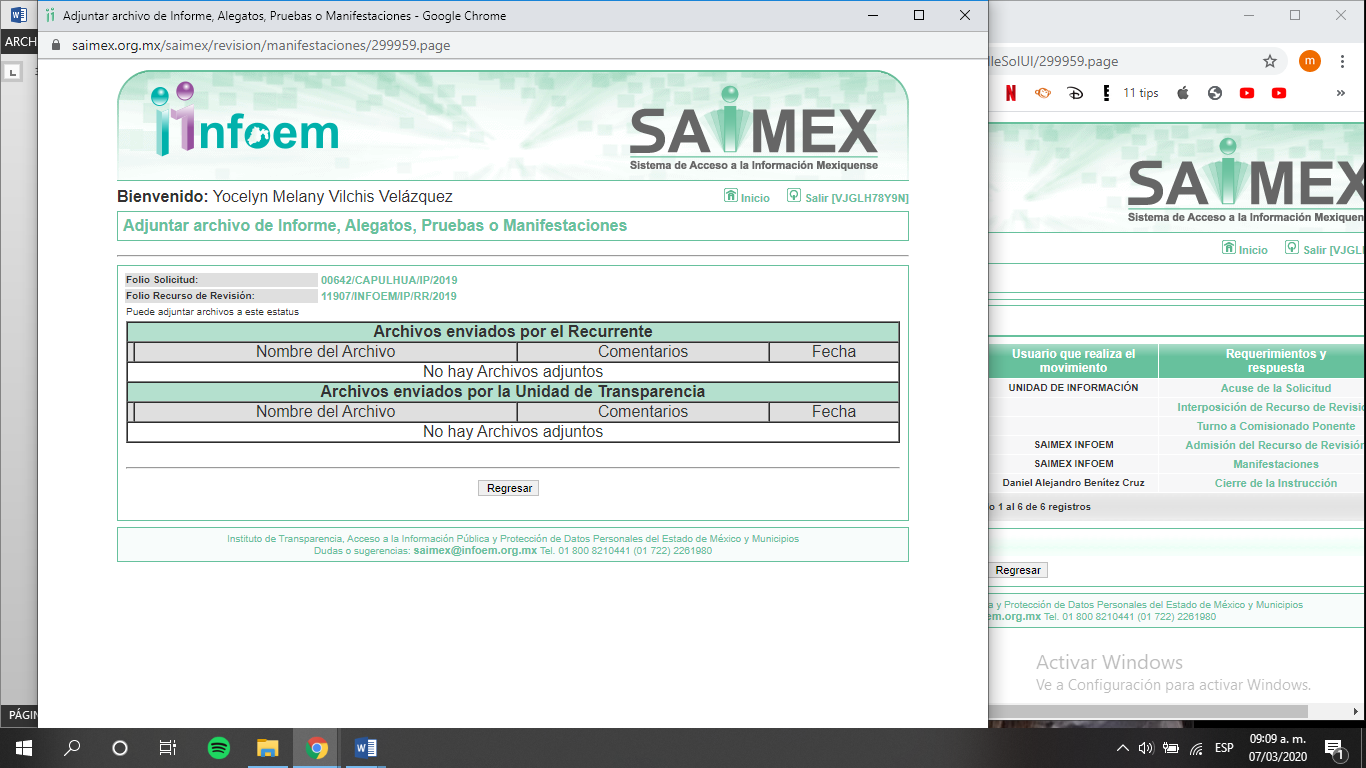 Adjuntar archivo de Informe, Alegatos, Pruebas o Manifestaciones - Google Chrome
saimex.org.mx/saimex/revision/manifestaciones/299959.page
infoem
SAIMEX
Sistema de Acceso a la Información Mexiquense
Bienvenido: Yocelyn Melany Vilchis Velázquez
Inicio
Salir [VJGLH78Y9N]
Adjuntar archivo de Informe, Alegatos, Pruebas o Manifestaciones
Folio Solicitud: 00642/CAPULHUA/IP/2019
Folio Recurso de Revisión: 11907/INFOEM/IP/RR/2019
Puede adjuntar archivos a este estatus
Archivos enviados por el Recurrente
Nombre del Archivo Comentarios Fecha
No hay Archivos adjuntos
Archivos enviados por la Unidad de Transparencia
Nombre del Archivo Comentarios Fecha
No hay Archivos adjuntos
Regresar
Instituto de Transparencia, Acceso a la Información Pública y Protección de Datos Personales del Estado de México y Municipios
Dudas o sugerencias: saimex@infoem.org.mx Tel. 01 800 8210441 (01 722) 2261980
ARCH
PÁGIN
lleSolUI/299959.page
m
11 tips
»
SAIMEX
Sistema de Acceso a la Información Mexiquen
Inicio
Salir [VJGL
Usuario que realiza el
movimiento
Requerimientos y
respuesta
UNIDAD DE INFORMACIÓN Acuse de la Solicitud
Interposición de Recurso de Revisió
Turno a Comisionado Ponente
SAIMEX INFOEM Admisión del Recurso de Revisión
SAIMEX INFOEM Manifestaciones
Daniel Alejandro Benítez Cruz Cierre de la Instrucción
o 1 al 6 de 6 registros
Regresar
a y Protección de Datos Personales del Estado de México y Municipios
em.org.mx Tel. 01 800 8210441 (01 722) 2261980
Activar Windows
Ve a Configuración para activar Windows.
ESP
09:09 a. m.
07/03/2020
1